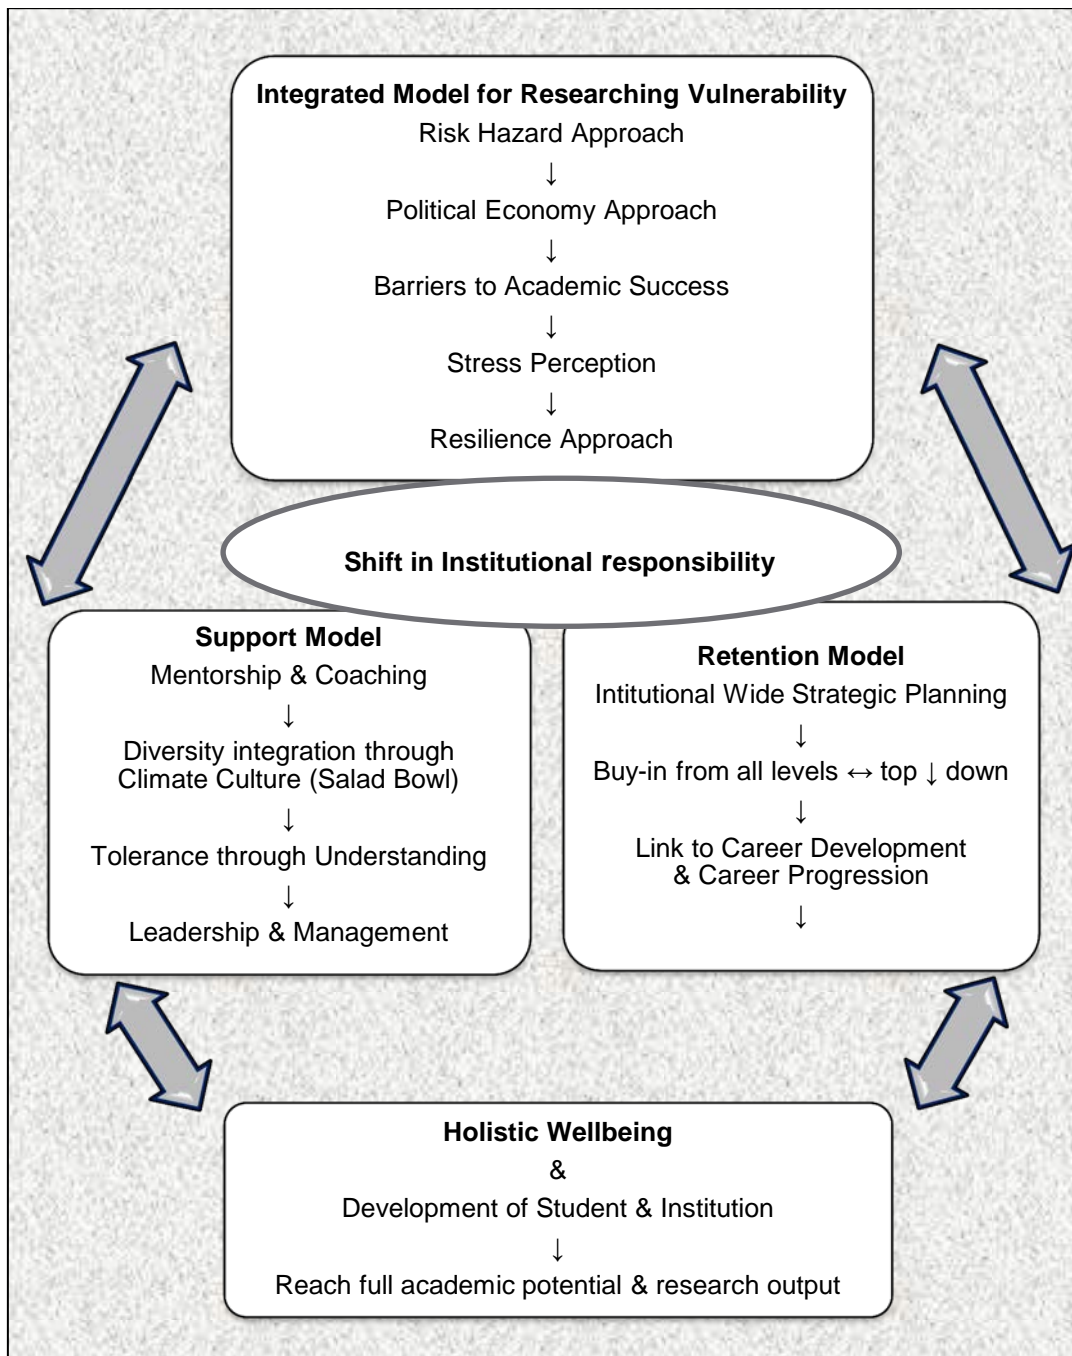 Integrated Model for Researching Vulnerability
Risk Hazard Approach
↓
Political Economy Approach
↓
Barriers to Academic Success
↓
Stress Perception
↓
Resilience Approach
Shift in Institutional responsibility
Support Model
Mentorship & Coaching
↓
Diversity integration through
Climate Culture (Salad Bowl)
↓
Tolerance through Understanding
↓
Leadership & Management
Retention Model
Intitutional Wide Strategic Planning
↓
Buy-in from all levels ↔ top ↓ down
↓
Link to Career Development
& Career Progression
↓
Holistic Wellbeing
&
Development of Student & Institution
↓
Reach full academic potential & research output